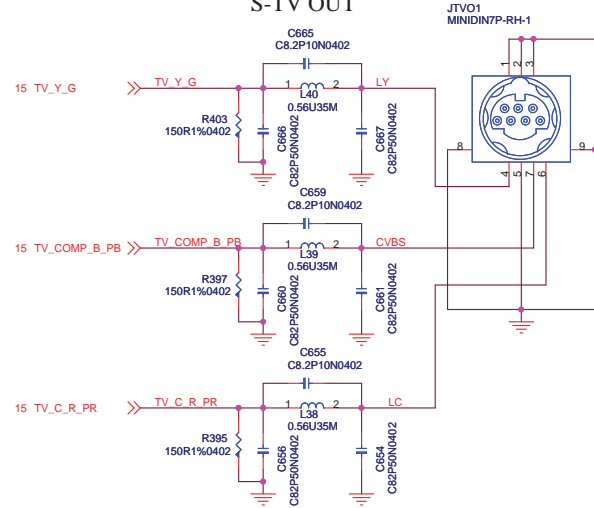 S-TV OUT
JTVO1
MINIDIN7P-RH-1
C665
C8.2P10N0402
1 2 3
15 TV_Y_G TV_Y_G 1 2 LY
L40
0.56U35M
R403
150R1%0402
C666
C82P50N0402
C667
C82P50N0402
8 9
4 5 7 6
C659
C8.2P10N0402
15 TV_COMP_B_PB TV_COMP_B_PB 1 2 CVBS
L39
0.56U35M
R397
150R1%0402
C660
C82P50N0402
C661
C82P50N0402
C655
C8.2P10N0402
15 TV_C_R_PR TV_C_R_PR 1 2 LC
L38
0.56U35M
R395
150R1%0402
C656
C82P50N0402
C654
C82P50N0402